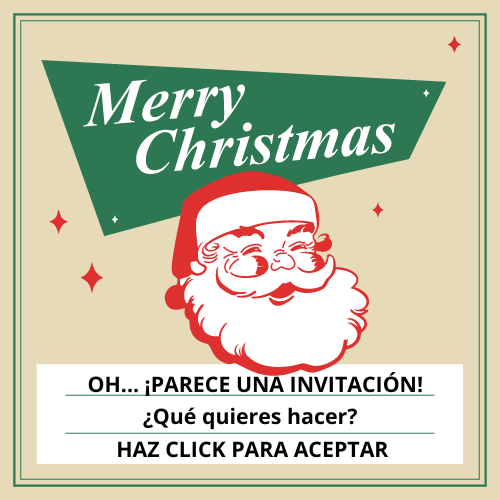 Merry
Christmas
OH... ¡PARECE UNA INVITACIÓN!
¿Qué quieres hacer?
HAZ CLICK PARA ACEPTAR